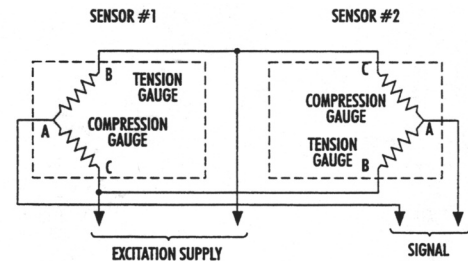 SENSOR #1
SENSOR #2
B
TENSION
GAUGE
A
COMPRESSION
GAUGE
C
C
COMPRESSION
GAUGE
A
TENSION
GAUGE
B
EXCITATION SUPPLY
SIGNAL